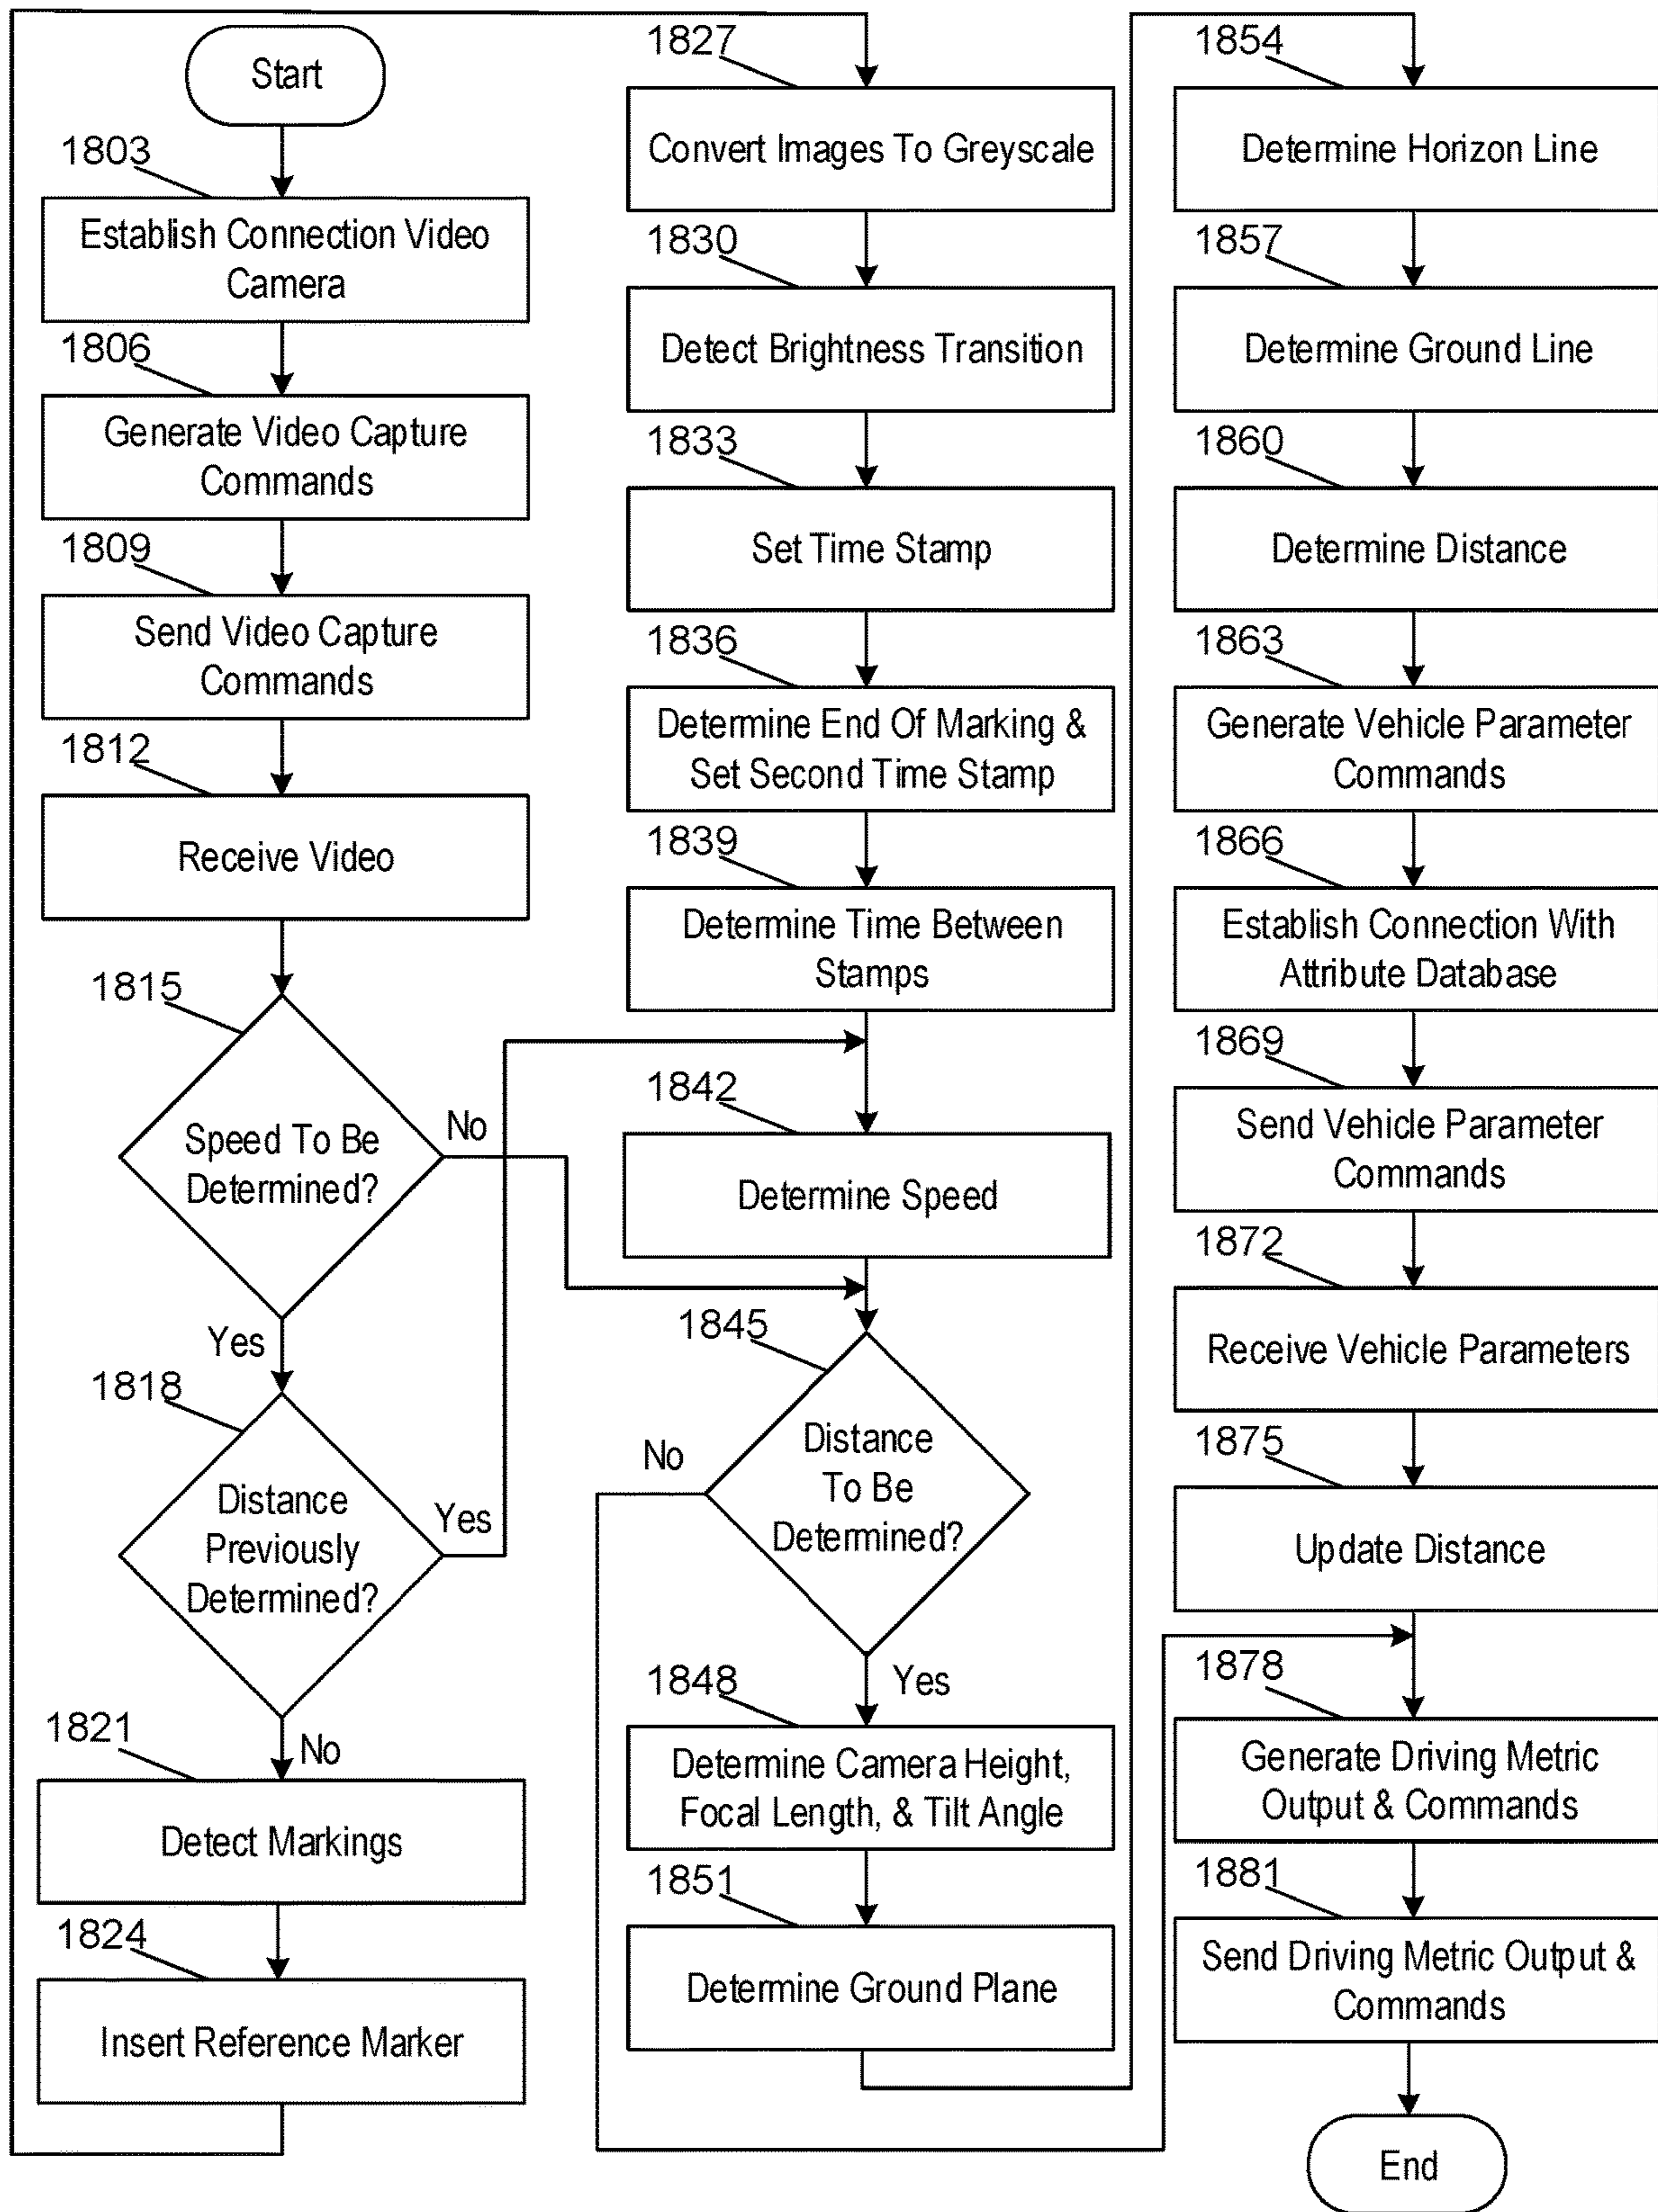 Start
1803
Establish Connection Video
Camera
1806
Generate Video Capture
Commands
1809
Send Video Capture
Commands
1812
Receive Video
1815
Speed To Be
Determined?
No
Yes
1818
Distance
Previously
Determined?
Yes
No
1821
Detect Markings
1824
Insert Reference Marker
1827
Convert Images To Greyscale
1830
Detect Brightness Transition
1833
Set Time Stamp
1836
Determine End Of Marking &
Set Second Time Stamp
1839
Determine Time Between
Stamps
1842
Determine Speed
1845
Distance
To Be
Determined?
No
Yes
1848
Determine Camera Height,
Focal Length, & Tilt Angle
1851
Determine Ground Plane
1854
Determine Horizon Line
1857
Determine Ground Line
1860
Determine Distance
1863
Generate Vehicle Parameter
Commands
1866
Establish Connection With
Attribute Database
1869
Send Vehicle Parameter
Commands
1872
Receive Vehicle Parameters
1875
Update Distance
1878
Generate Driving Metric
Output & Commands
1881
Send Driving Metric Output &
Commands
End